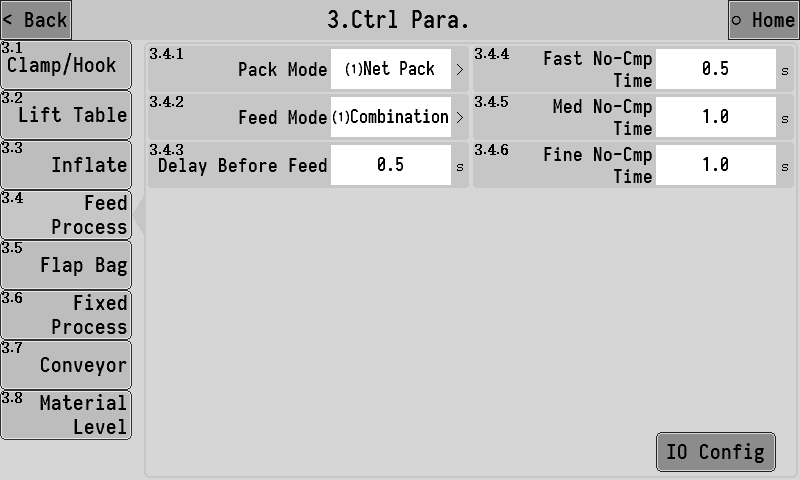 < Back
3.Ctrl Para.
○ Home
3.1
Clamp/Hook
3.2
Lift Table
3.3
Inflate
3.4
Feed
Process
3.5
Flap Bag
3.6
Fixed
Process
3.7
Conveyor
3.8
Material
Level
3.4.1
Pack Mode
(1)Net Pack >
3.4.2
Feed Mode
(1)Combination >
3.4.3
Delay Before Feed
0.5 s
3.4.4
Fast No-Cmp
Time
0.5 s
3.4.5
Med No-Cmp
Time
1.0 s
3.4.6
Fine No-Cmp
Time
1.0 s
IO Config